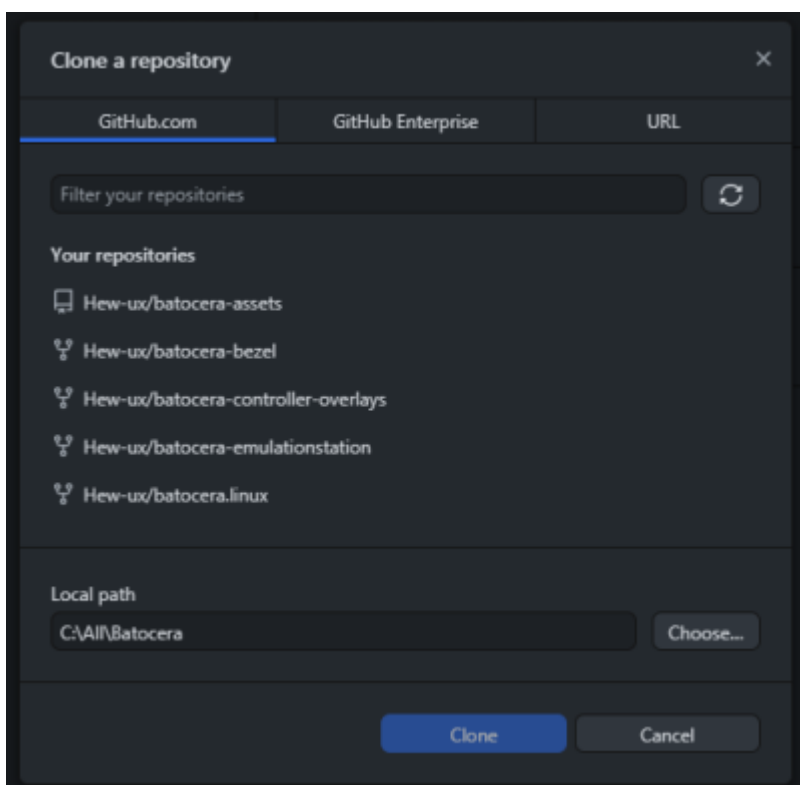 Clone a repository
GitHub.com GitHub Enterprise URL
Filter your repositories
Your repositories
Hew-ux/batocera-assets
Hew-ux/batocera-bezel
Hew-ux/batocera-controller-overlays
Hew-ux/batocera-emulationstation
Hew-ux/batocera.linux
Local path
C:\All\Batocera Choose...
Clone Cancel